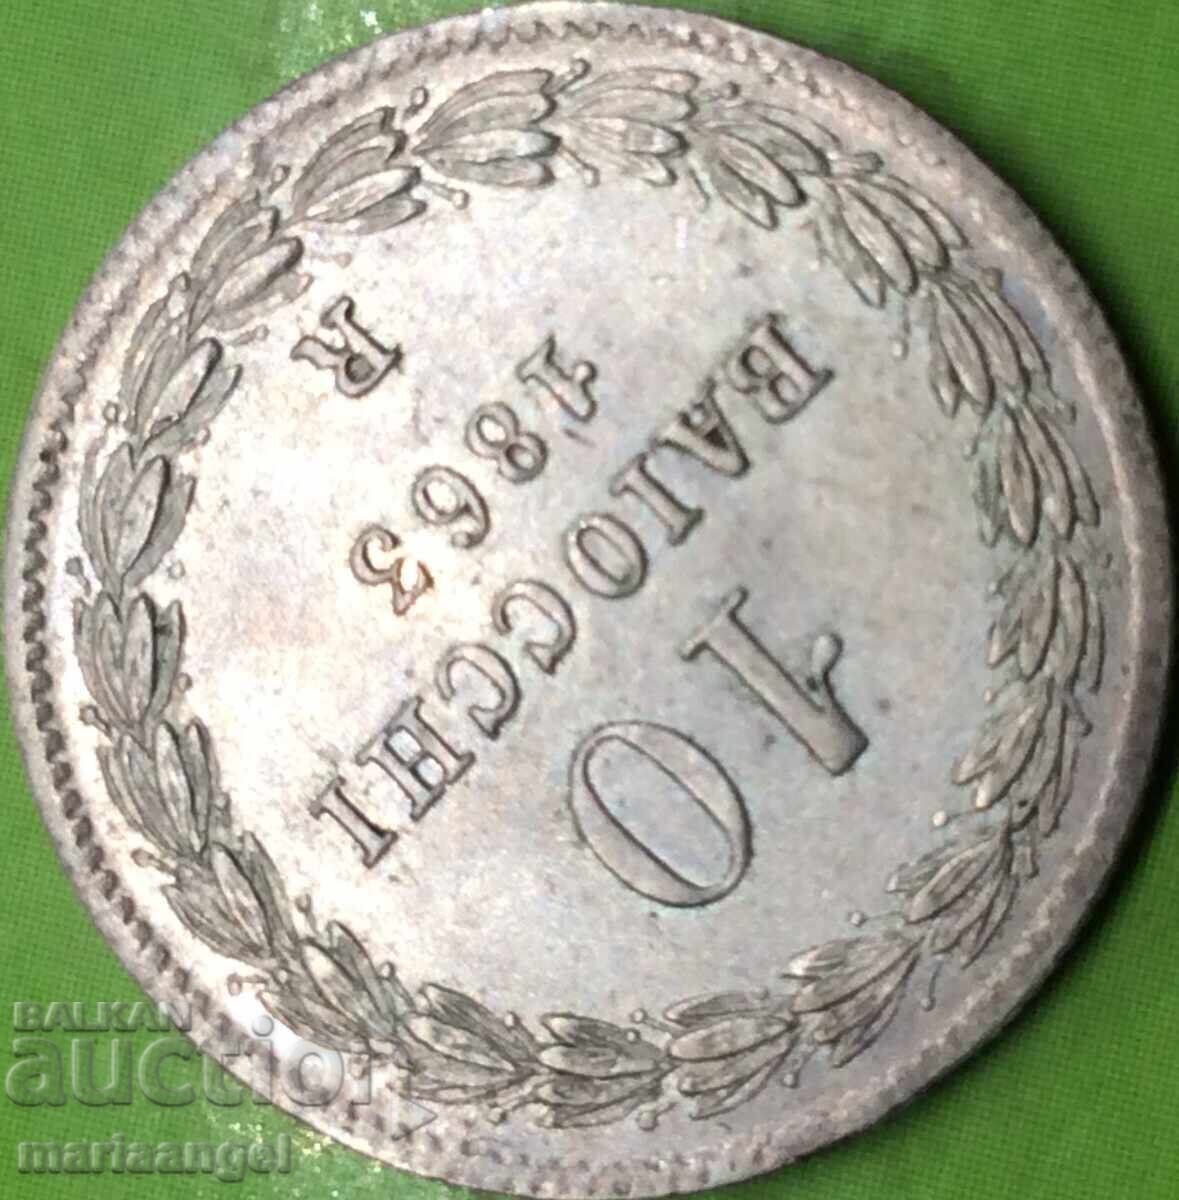 10
BAIOCCHI
1863
R
BALKAN
auction
mariaangel